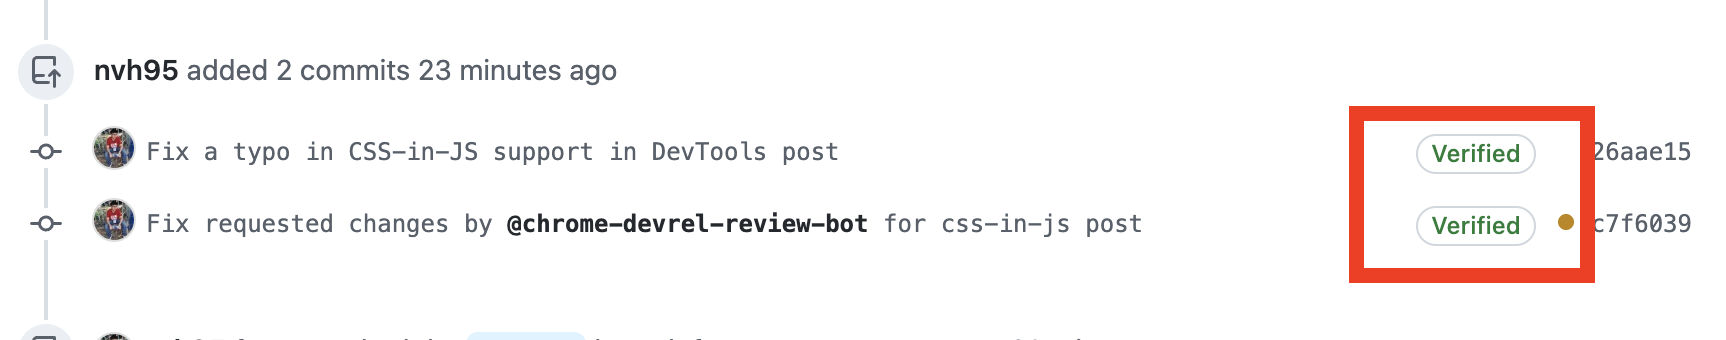 nvh95 added 2 commits 23 minutes ago
Fix a typo in CSS-in-JS support in DevTools post Verified 26aae15
Fix requested changes by @chrome-devrel-review-bot for css-in-js post Verified c7f6039